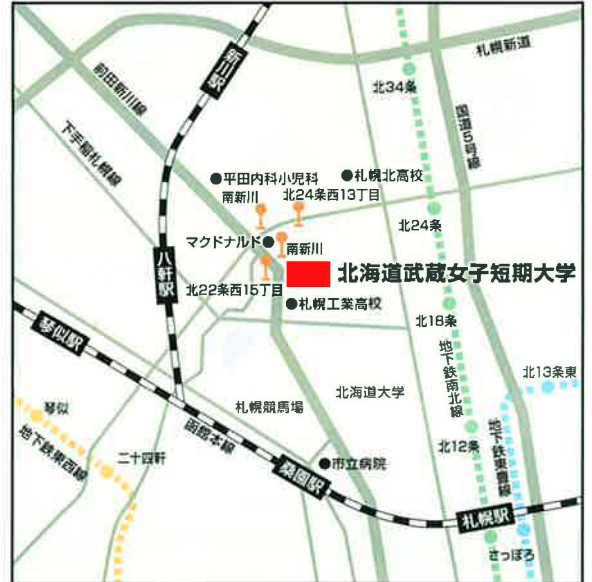 札幌新道
新川駅
前田新川線
北34条
国道5号線
下手稲札幌線
平田内科小児科
札幌北高校
南新川
北24条西13丁目
北24条
マクドナルド
南新川
八軒駅
北海道武蔵女子短期大学
北22条西15丁目
札幌工業高校
北18条
琴似駅
地下鉄南北線
北13条東
琴似
札幌競馬場
北海道大学
地下鉄東西線
函館本線
北12条
地下鉄東豊線
二十四軒
市立病院
桑園駅
札幌駅
さっぽろ